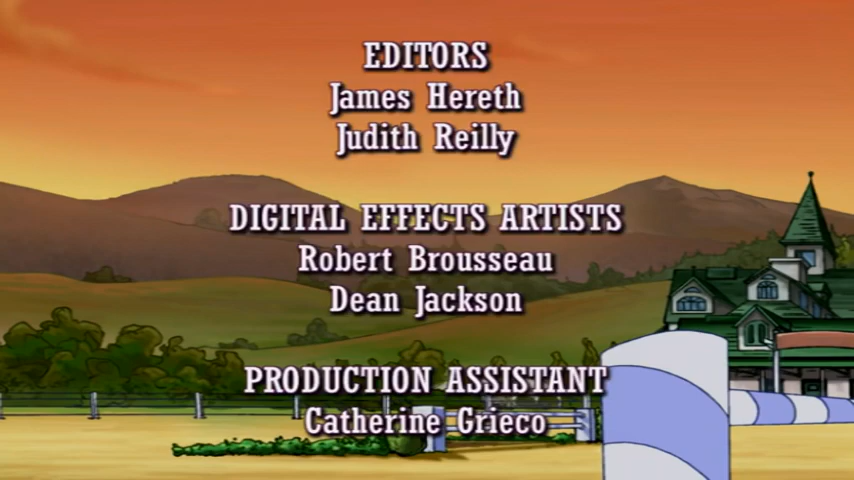 EDITORS
James Hereth
Judith Reilly
DIGITAL EFFECTS ARTISTS
Robert Brousseau
Dean Jackson
PRODUCTION ASSISTANT
Catherine Grieco